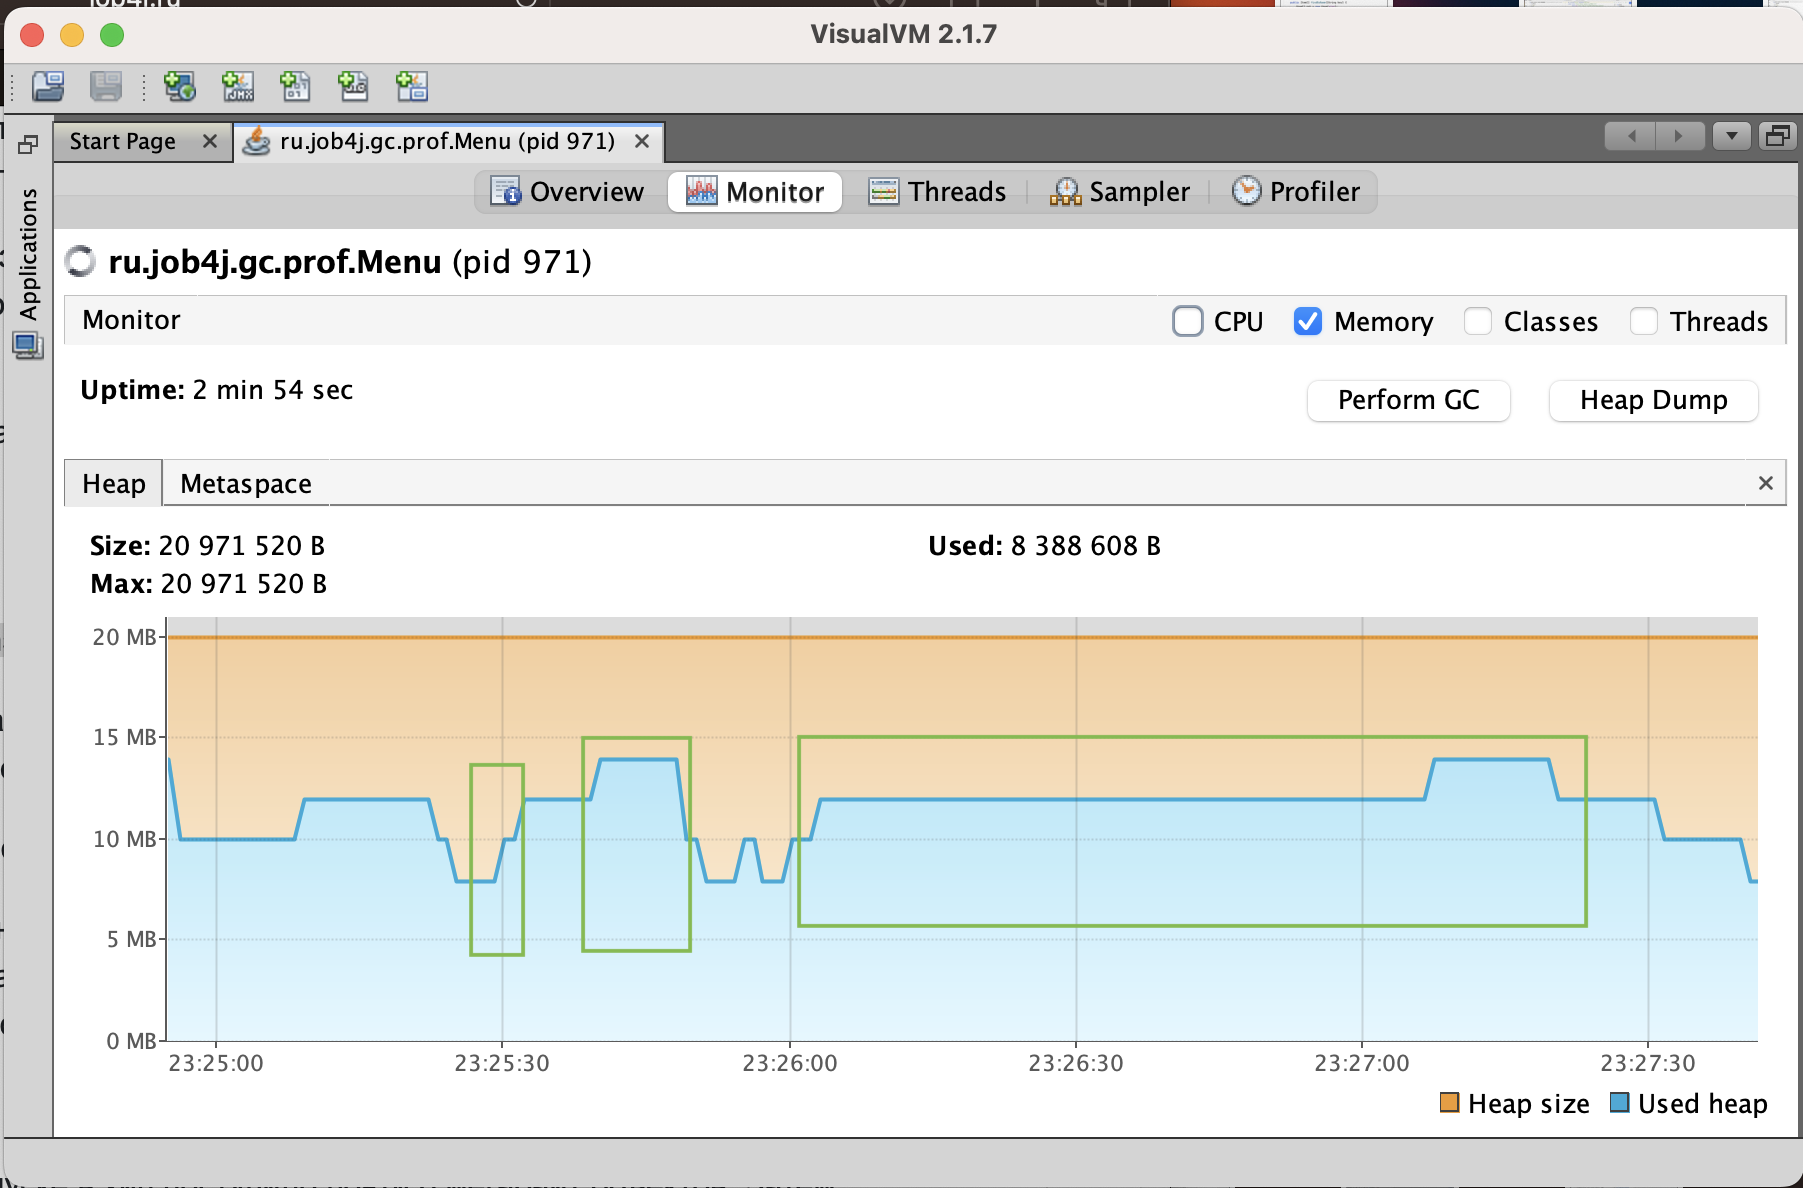 VisualVM 2.1.7
Start Page
ru.job4j.gc.prof.Menu (pid 971)
Applications
Overview
Monitor
Threads
Sampler
Profiler
ru.job4j.gc.prof.Menu (pid 971)
Monitor
CPU
Memory
Classes
Threads
Uptime: 2 min 54 sec
Perform GC
Heap Dump
Heap
Metaspace
Size: 20 971 520 B
Used: 8 388 608 B
Max: 20 971 520 B
20 MB
15 MB
10 MB
5 MB
0 MB
23:25:00
23:25:30
23:26:00
23:26:30
23:27:00
23:27:30
Heap size
Used heap